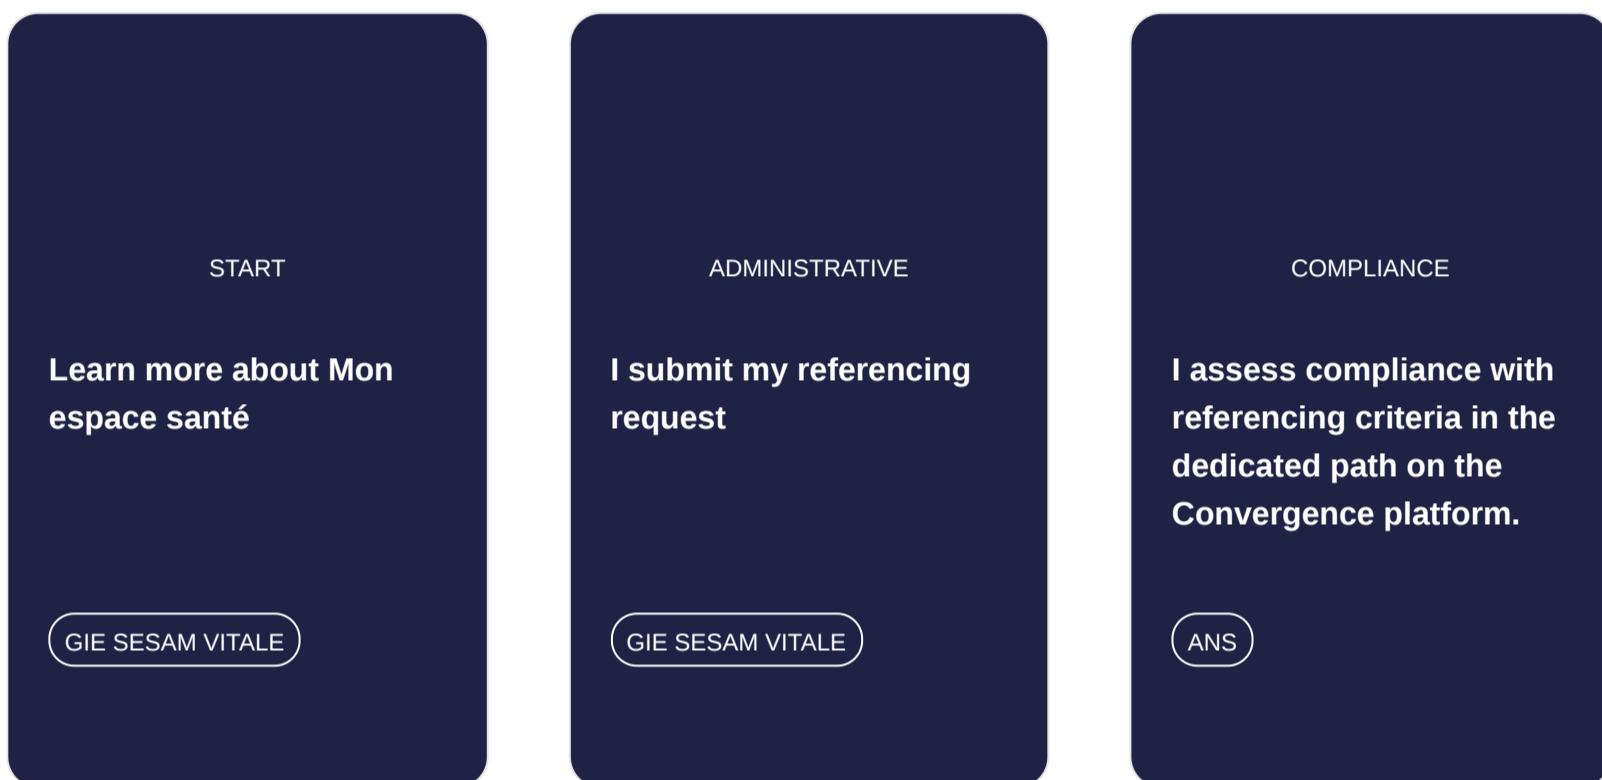 START
Learn more about Mon
espace santé
GIE SESAM VITALE
ADMINISTRATIVE
I submit my referencing
request
GIE SESAM VITALE
COMPLIANCE
I assess compliance with
referencing criteria in the
dedicated path on the
Convergence platform.
ANS